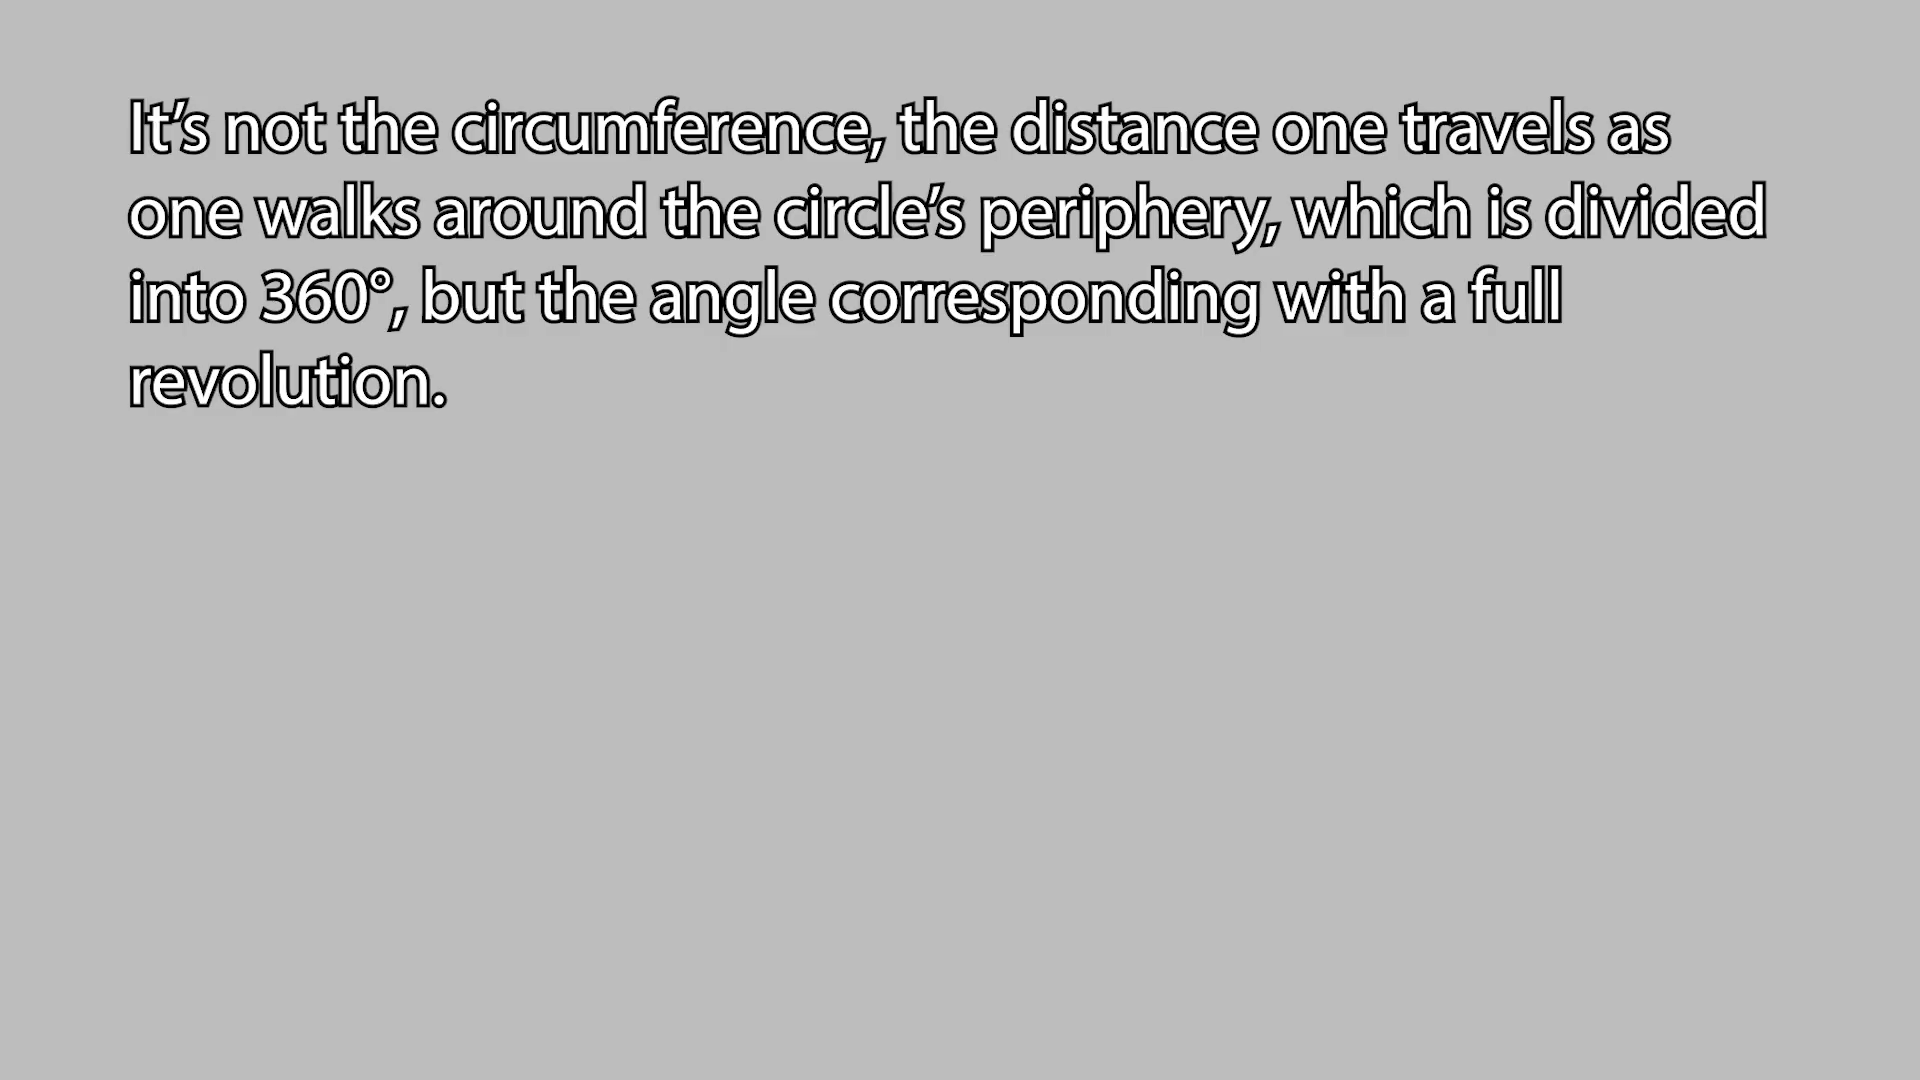 It’s not the circumference, the distance one travels as
one walks around the circle’s periphery, which is divided
into 360°, but the angle corresponding with a full
revolution.